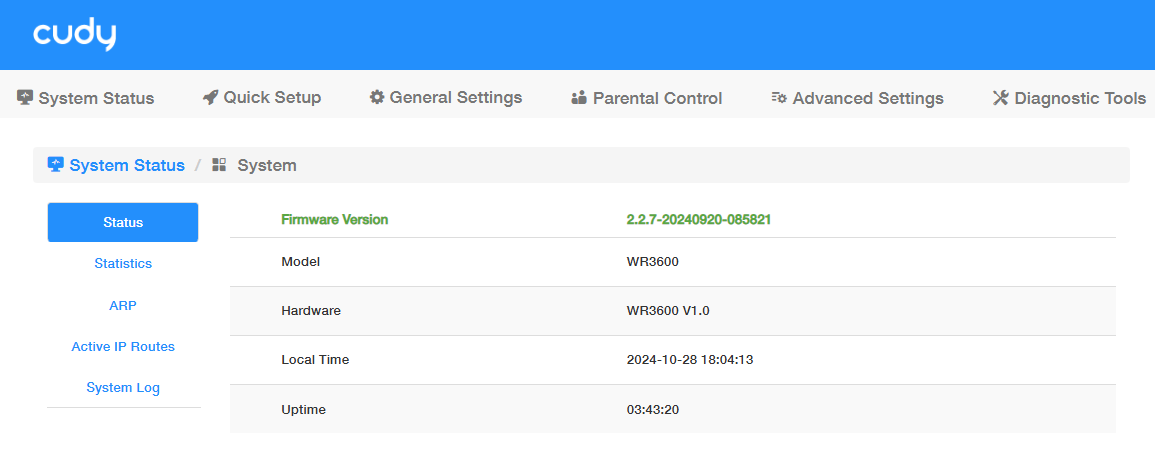 cudy
System Status Quick Setup General Settings Parental Control Advanced Settings Diagnostic Tools
System Status / System
Status
Statistics
ARP
Active IP Routes
System Log
Firmware Version 2.2.7-20240920-085821
Model WR3600
Hardware WR3600 V1.0
Local Time 2024-10-28 18:04:13
Uptime 03:43:20